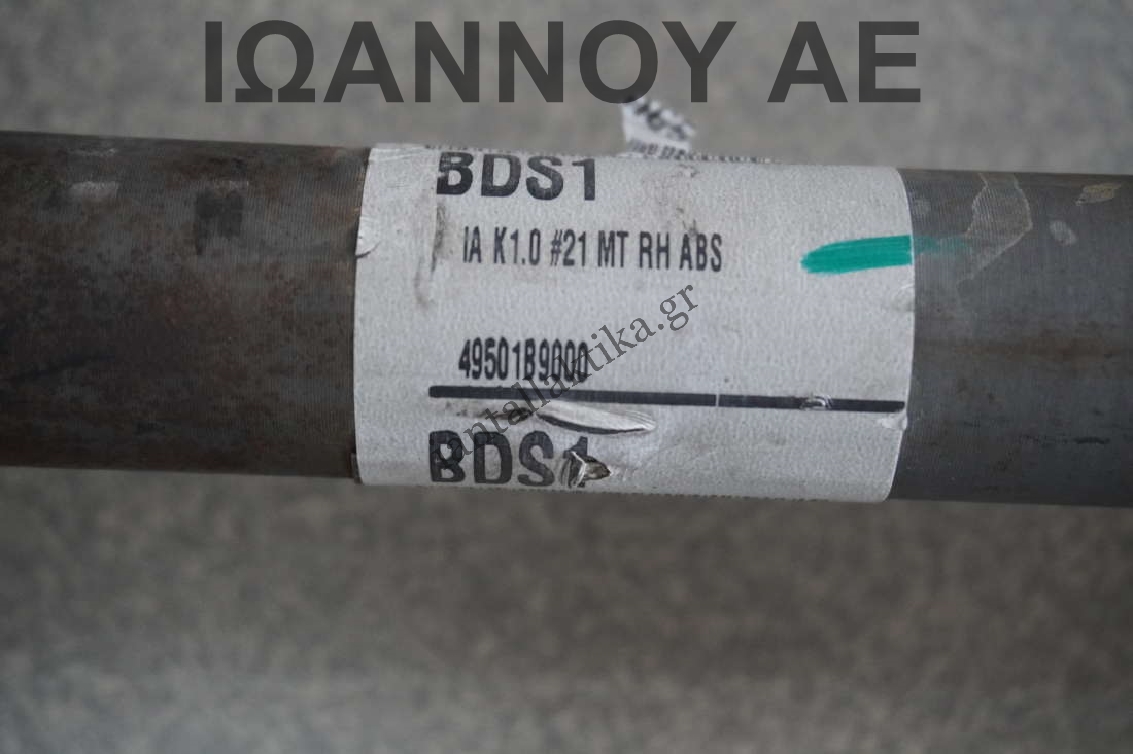 ΙΩΑΝΝΟΥ ΑΕ
BDS1
IA K1.0 #21 MT RH ABS
49501B9000
antallaktika.gr
BDS1